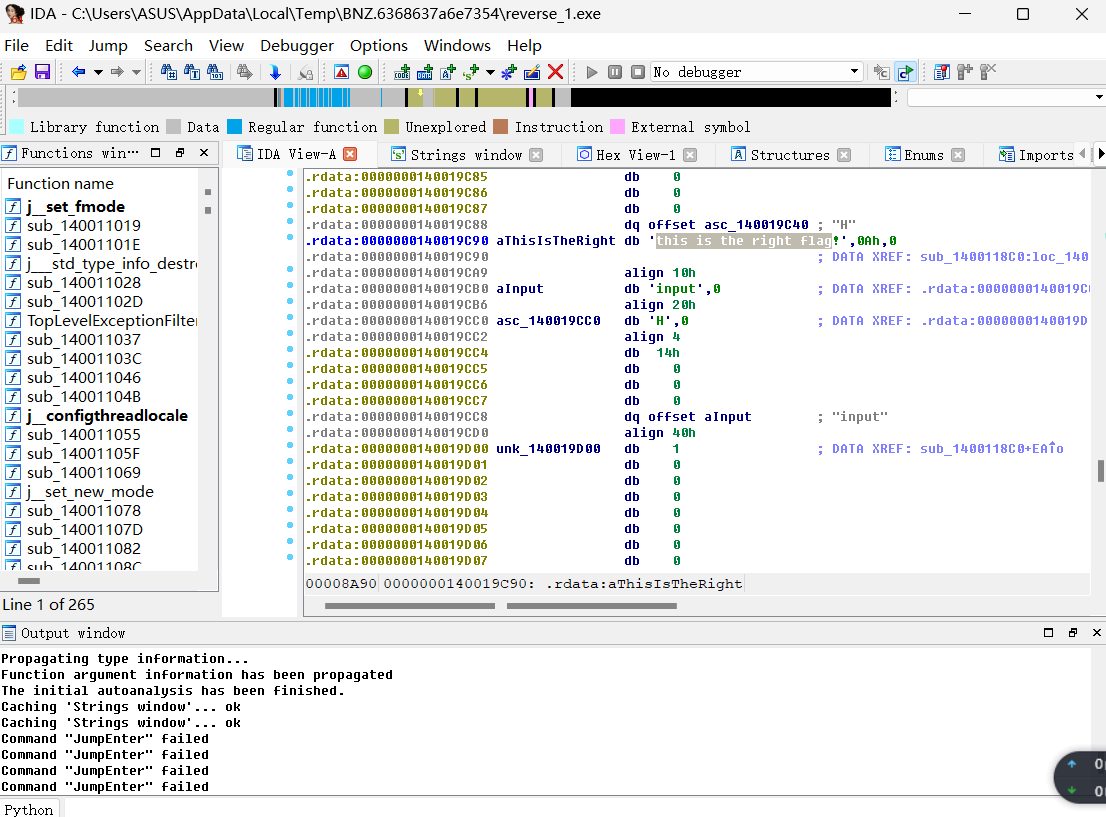 IDA - C:\Users\ASUS\AppData\Local\Temp\BNZ.6368637a6e7354\reverse_1.exe
File Edit Jump Search View Debugger Options Windows Help
No debugger
Library function Data Regular function Unexplored Instruction External symbol
Functions win… IDA View-A Strings window Hex View-1 Structures Enums Imports
Function name
j__set_fmode
sub_140011019
sub_14001101E
j___std_type_info_destr
sub_140011028
sub_14001102D
TopLevelExceptionFilter
sub_140011037
sub_14001103C
sub_140011046
sub_14001104B
j__configthreadlocale
sub_140011055
sub_14001105F
sub_140011069
j__set_new_mode
sub_140011078
sub_14001107D
sub_140011082
sub_14001108C
Line 1 of 265
.rdata:0000000140019C85 db 0
.rdata:0000000140019C86 db 0
.rdata:0000000140019C87 db 0
.rdata:0000000140019C88 dq offset asc_140019C40 ; "H"
.rdata:0000000140019C90 aThisIsTheRight db 'this is the right flag!',0Ah,0
.rdata:0000000140019C90 ; DATA XREF: sub_1400118C0:loc_140
.rdata:0000000140019CA9 align 10h
.rdata:0000000140019CB0 aInput db 'input',0 ; DATA XREF: .rdata:0000000140019C
.rdata:0000000140019CB6 align 20h
.rdata:0000000140019CC0 asc_140019CC0 db 'H',0 ; DATA XREF: .rdata:0000000140019D
.rdata:0000000140019CC2 align 4
.rdata:0000000140019CC4 db 14h
.rdata:0000000140019CC5 db 0
.rdata:0000000140019CC6 db 0
.rdata:0000000140019CC7 db 0
.rdata:0000000140019CC8 dq offset aInput ; "input"
.rdata:0000000140019CD0 align 40h
.rdata:0000000140019D00 unk_140019D00 db 1 ; DATA XREF: sub_1400118C0+EA↑o
.rdata:0000000140019D01 db 0
.rdata:0000000140019D02 db 0
.rdata:0000000140019D03 db 0
.rdata:0000000140019D04 db 0
.rdata:0000000140019D05 db 0
.rdata:0000000140019D06 db 0
.rdata:0000000140019D07 db 0
00008A90 0000000140019C90: .rdata:aThisIsTheRight
Output window
Propagating type information...
Function argument information has been propagated
The initial autoanalysis has been finished.
Caching 'Strings window'... ok
Caching 'Strings window'... ok
Command "JumpEnter" failed
Command "JumpEnter" failed
Command "JumpEnter" failed
Command "JumpEnter" failed
Python